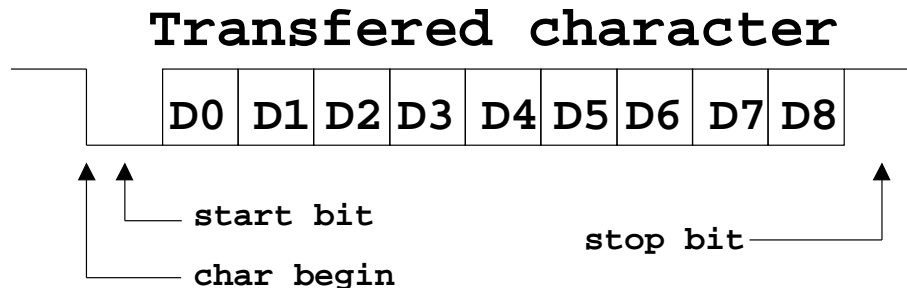 Transfered character
D0 D1 D2 D3 D4 D5 D6 D7 D8
start bit
stop bit
char begin